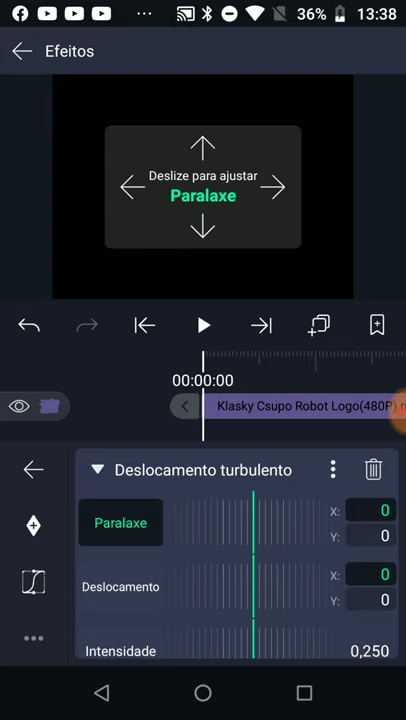 36% 13:38
Efeitos
Deslize para ajustar
Paralaxe
00:00:00
Klasky Csupo Robot Logo(480P).
Deslocamento turbulento
Paralaxe
X: 0
Y: 0
Deslocamento
X: 0
Y: 0
Intensidade 0,250